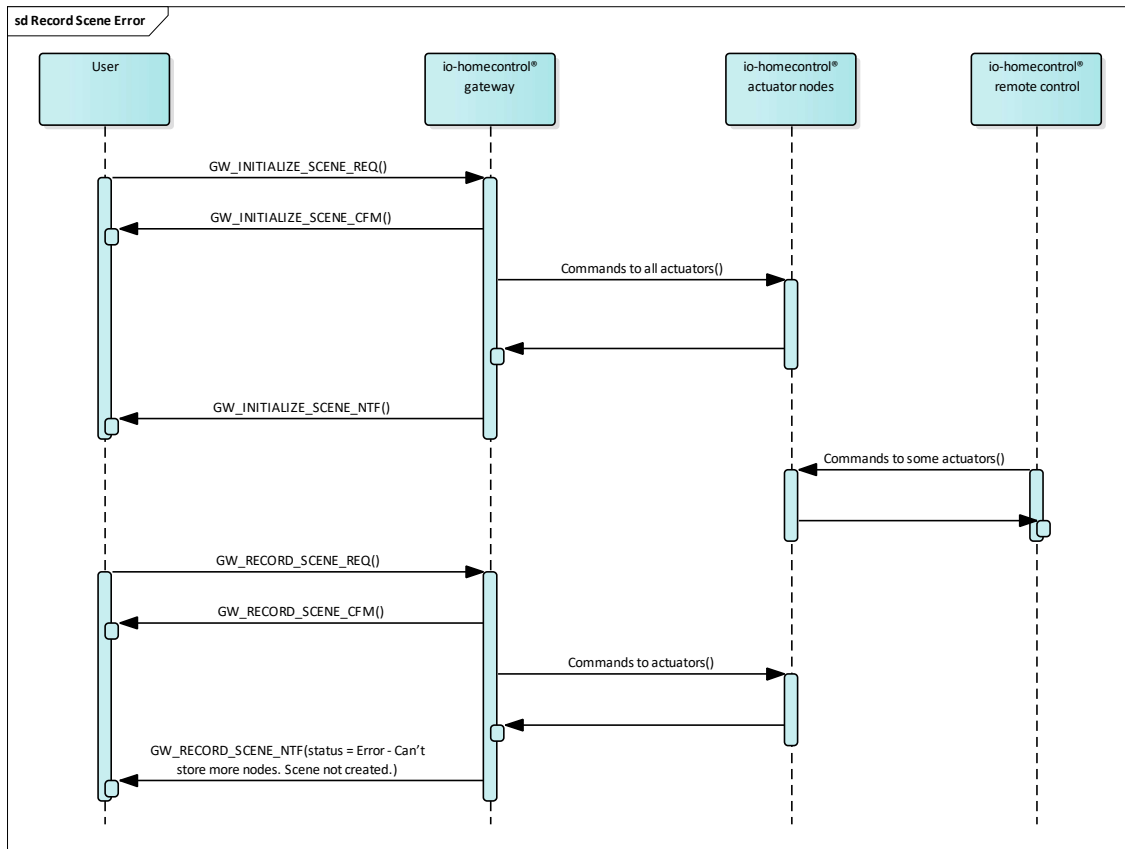 sd Record Scene Error
User
io-homecontrol®
gateway
io-homecontrol®
actuator nodes
io-homecontrol®
remote control
GW_INITIALIZE_SCENE_REQ()
GW_INITIALIZE_SCENE_CFM()
Commands to all actuators()
GW_INITIALIZE_SCENE_NTF()
Commands to some actuators()
GW_RECORD_SCENE_REQ()
GW_RECORD_SCENE_CFM()
Commands to actuators()
GW_RECORD_SCENE_NTF(status = Error - Can’t
store more nodes. Scene not created.)